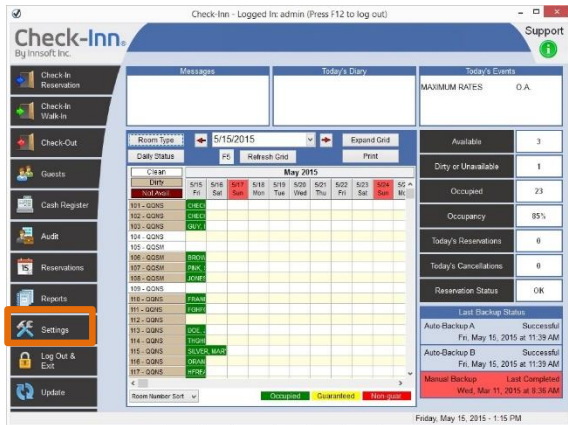 Check-Inn - Logged In: admin (Press F12 to log out)
Check-Inn®
By Innsoft Inc.
Support
Check-In
Reservation
Check-In
Walk-In
Check-Out
Guests
Cash Register
Audit
15 Reservations
Reports
Settings
Log Out &
Exit
Update
Messages
Today's Diary
Today's Events
MAXIMUM RATES O.A.
Room Type 5/15/2015 Expand Grid
Daily Status F5 Refresh Grid Print
Clean May 2015
Dirty 5/15 5/16 5/17 5/18 5/19 5/20 5/21 5/22 5/23 5/24
Not Avail. Fri Sat Sun Mon Tue Wed Thu Fri Sat Sun
101 - QQNS CHEC
102 - QQNS CHEC
103 - QQNS GUY,
104 - QQNS
105 - QQSM
106 - QQSM BROW
107 - QQSM PINK,
108 - QQSM JONE
109 - QQNS
110 - QQNS FRAN
111 - QQNS
112 - QQNS
113 - QQNS DOE,
114 - QQNS THOM
115 - QQNS SILVER, MARY
116 - QQNS ORAN
117 - QQNS
Room Number Sort Occupied Guaranteed Non-guar.
Available 3
Dirty or Unavailable 1
Occupied 23
Occupancy 85%
Today's Reservations 0
Today's Cancellations 0
Reservation Status OK
Last Backup Status
Auto-Backup A Successful
Fri, May 15, 2015 at 11:39 AM
Auto-Backup B Successful
Fri, May 15, 2015 at 11:39 AM
Manual Backup Last Completed
Wed, Mar 11, 2015 at 8:36 AM
Friday, May 15, 2015 - 1:15 PM